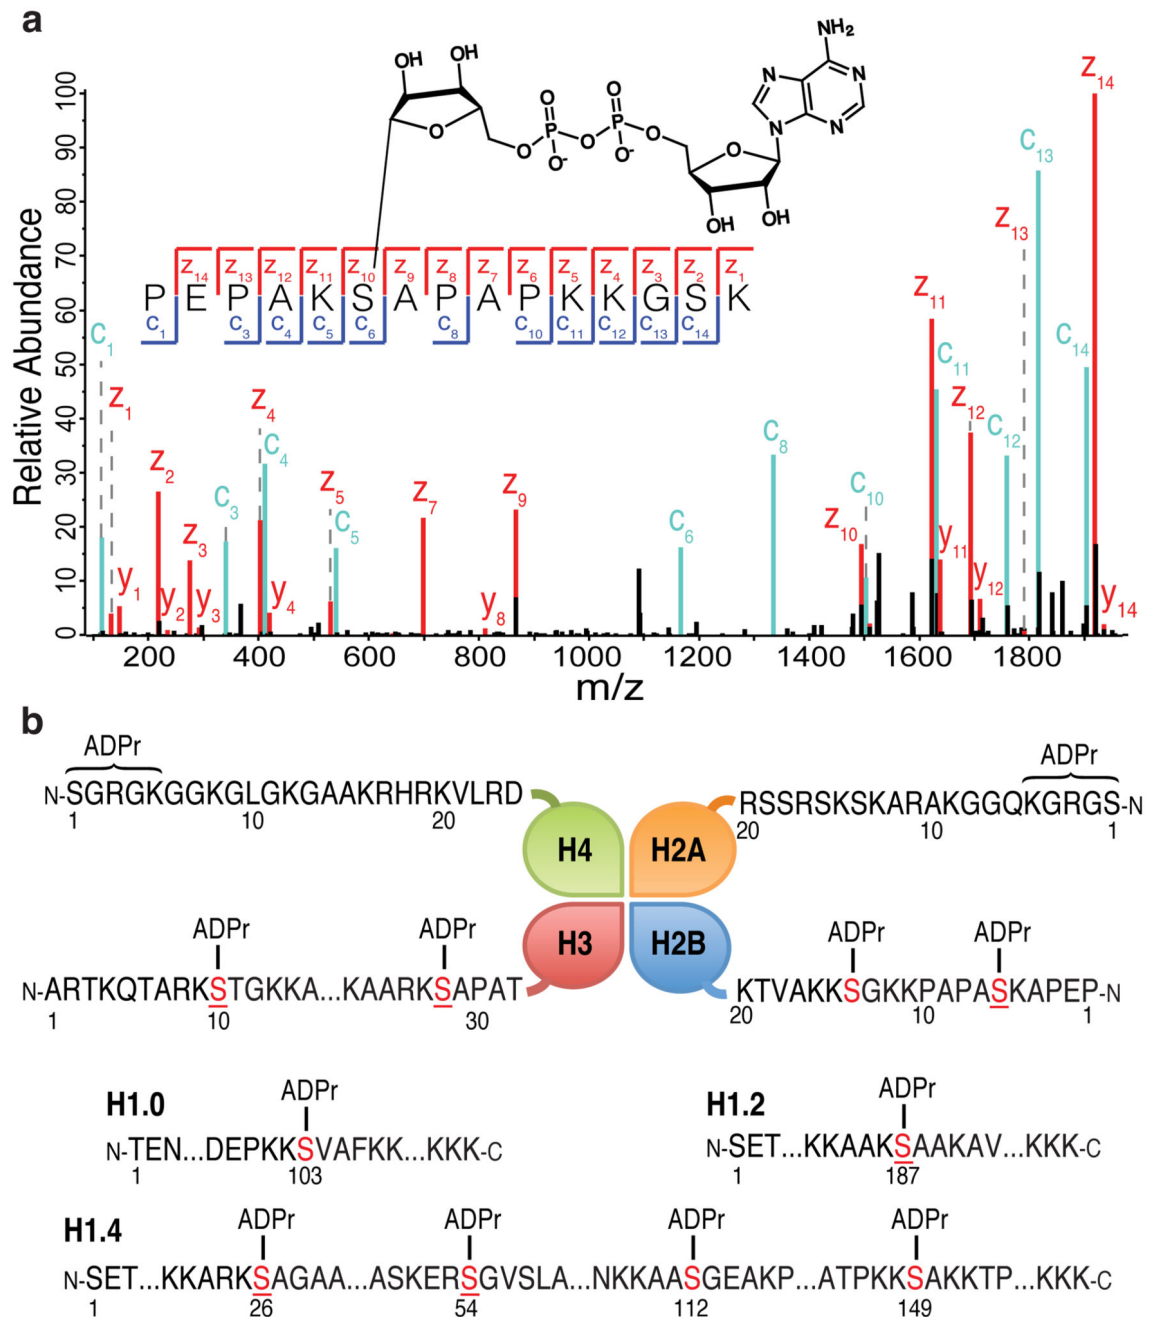 a
NH₂
OH OH
N N
O O
P P
O O O O
O⁻ O⁻
N N
OH OH
Relative Abundance
100
90
80
70
60
50
40
30
20
10
0
z₁₄ z₁₃ z₁₂ z₁₁ z₁₀ z₉ z₈ z₇ z₆ z₅ z₄ z₃ z₂ z₁
P E P A K S A P A P K K G S K
c₁ c₃ c₄ c₅ c₆ c₈ c₁₀ c₁₁ c₁₂ c₁₃ c₁₄
c₁ z₁ y₁ z₂ y₂ z₃ y₃ c₃ z₄ c₄ y₄ z₅ c₅ z₇ y₈ z₉ c₆ c₈ z₁₀ c₁₀ z₁₁ c₁₁ y₁₁ z₁₂ y₁₂ c₁₂ z₁₃ c₁₃ c₁₄ z₁₄ y₁₄
200 400 600 800 1000 1200 1400 1600 1800
m/z
b
ADPr ADPr
N-SGRGKGGKGLGKGAAKRHRKVLRD
1 10 20
RSSRSKSKARAKGGQKGRGS-N
20 10 1
H4 H2A
H3 H2B
ADPr ADPr
N-ARTKQTARKSTGKKA...KAARKSAPAT
1 10 30
ADPr ADPr
KTVAKKSGKKPAPASKAPEP-N
20 10 1
H1.0
ADPr
N-TEN...DEPKKSVAFKK...KKK-C
1 103
H1.2
ADPr
N-SET...KKAAKSAAKAV...KKK-C
1 187
H1.4
ADPr ADPr ADPr ADPr
N-SET...KKARKSAGAA...ASKERSGVSLA...NKKAASGEAKP...ATPKKSAKKTP...KKK-C
1 26 54 112 149